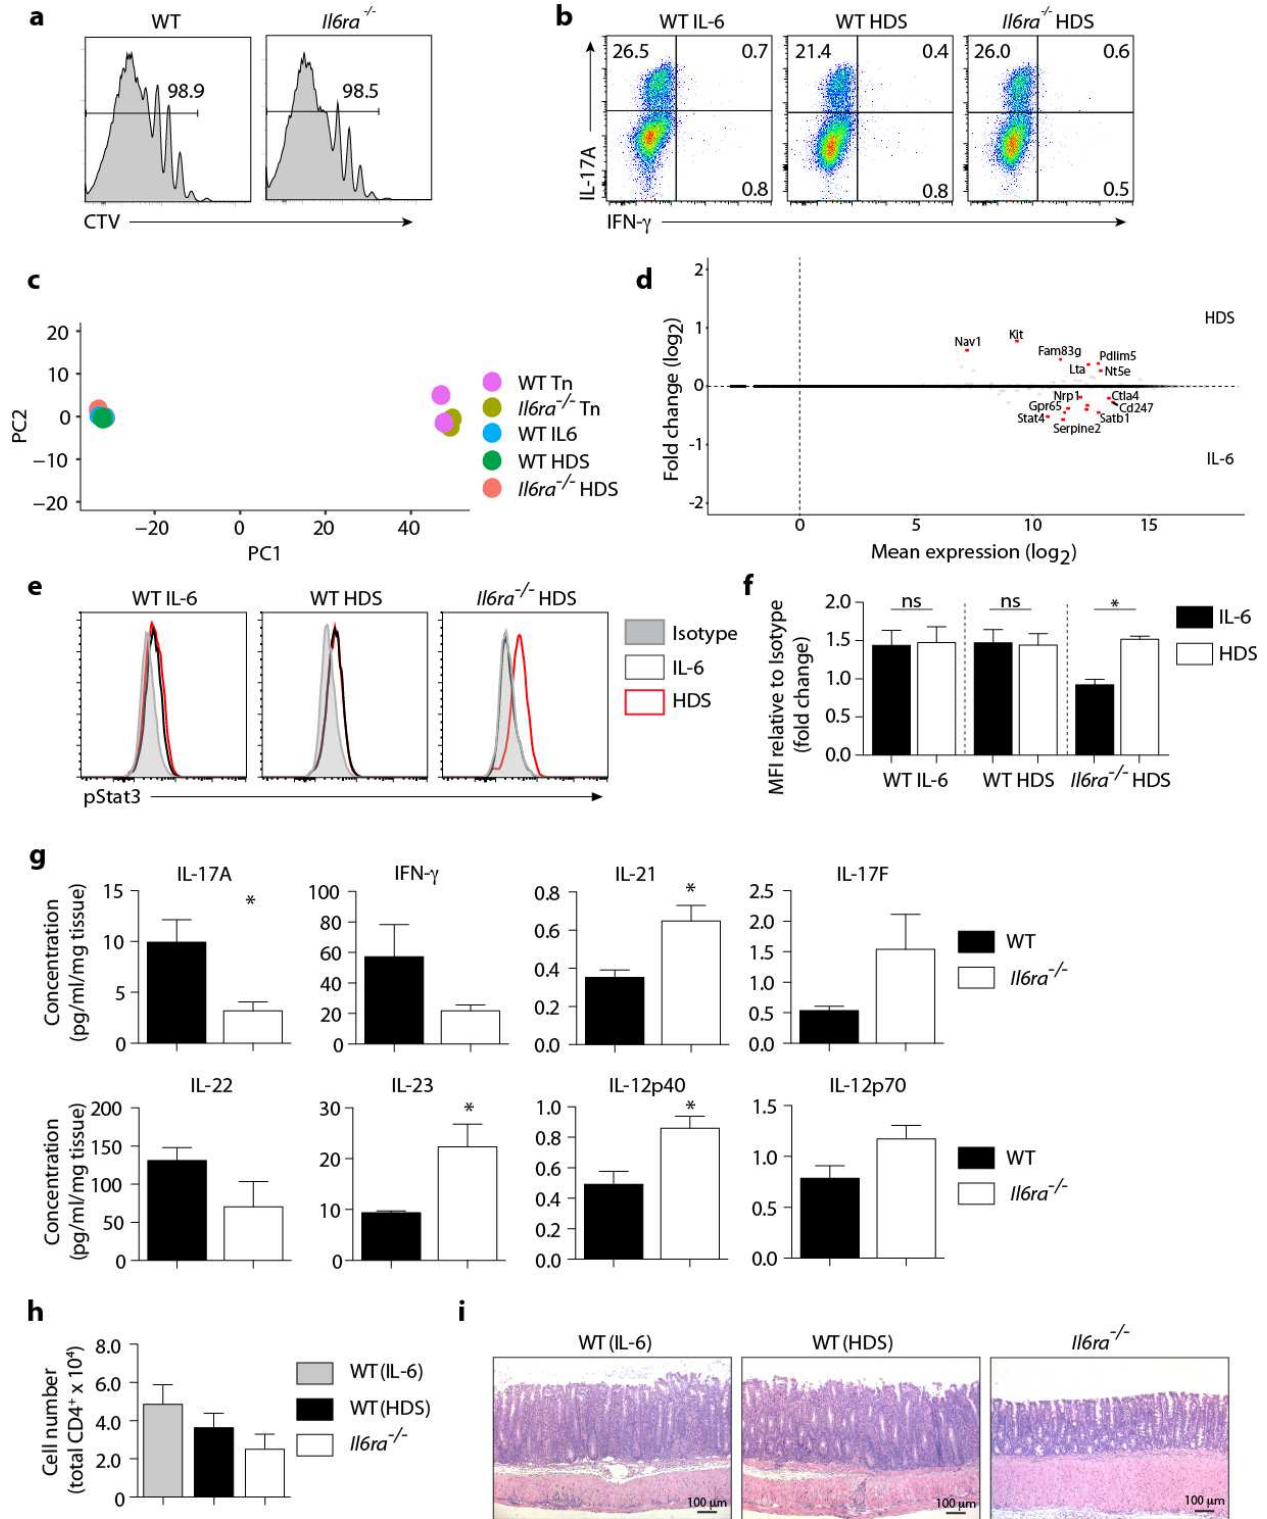 a
WT
Il6ra -/-
98.9
98.5
CTV
b
WT IL-6
WT HDS
Il6ra-/- HDS
26.5
0.7
21.4
0.4
26.0
0.6
0.8
0.8
0.5
IL-17A
IFN-γ
c
20
10
0
−10
−20
PC2
−20
0
20
40
PC1
WT Tn
Il6ra−/− Tn
WT IL6
WT HDS
Il6ra−/− HDS
d
2
1
0
-1
-2
Fold change (log2)
HDS
IL-6
Nav1
Kit
Fam83g
Pdlim5
Lta
Nt5e
Nrp1
Ctla4
Gpr65
Cd247
Stat4
Satb1
Serpine2
0
5
10
15
Mean expression (log2)
e
WT IL-6
WT HDS
Il6ra−/− HDS
Isotype
IL-6
HDS
pStat3
f
MFI relative to Isotype
(fold change)
2.0
1.5
1.0
0.5
0.0
ns
ns
*
IL-6
HDS
WT IL-6
WT HDS
Il6ra−/− HDS
g
Concentration
(pg/ml/mg tissue)
IL-17A
15
10
5
0
*
IFN-γ
100
80
60
40
20
0
IL-21
0.8
0.6
0.4
0.2
0.0
*
IL-17F
2.5
2.0
1.5
1.0
0.5
0.0
WT
Il6ra−/−
Concentration
(pg/ml/mg tissue)
IL-22
200
150
100
50
0
IL-23
30
20
10
0
*
IL-12p40
1.0
0.8
0.6
0.4
0.2
0.0
*
IL-12p70
1.5
1.0
0.5
0.0
WT
Il6ra−/−
h
Cell number
(total CD4+ x 10⁴)
8.0
6.0
4.0
2.0
0
WT (IL-6)
WT (HDS)
Il6ra−/−
i
WT (IL-6)
WT (HDS)
Il6ra−/−
100 µm
100 µm
100 µm